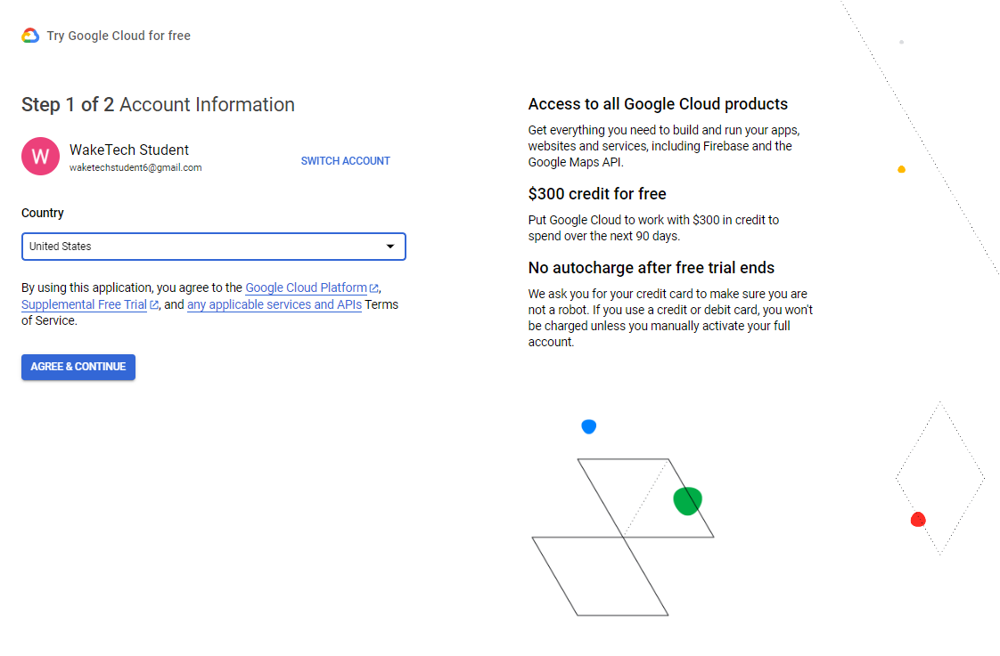 Try Google Cloud for free
Step 1 of 2 Account Information
W
WakeTech Student
waketechstudent6@gmail.com
SWITCH ACCOUNT
Country
United States
By using this application, you agree to the Google Cloud Platform,
Supplemental Free Trial, and any applicable services and APIs Terms
of Service.
AGREE & CONTINUE
Access to all Google Cloud products
Get everything you need to build and run your apps,
websites and services, including Firebase and the
Google Maps API.
$300 credit for free
Put Google Cloud to work with $300 in credit to
spend over the next 90 days.
No autocharge after free trial ends
We ask you for your credit card to make sure you are
not a robot. If you use a credit or debit card, you won't
be charged unless you manually activate your full
account.